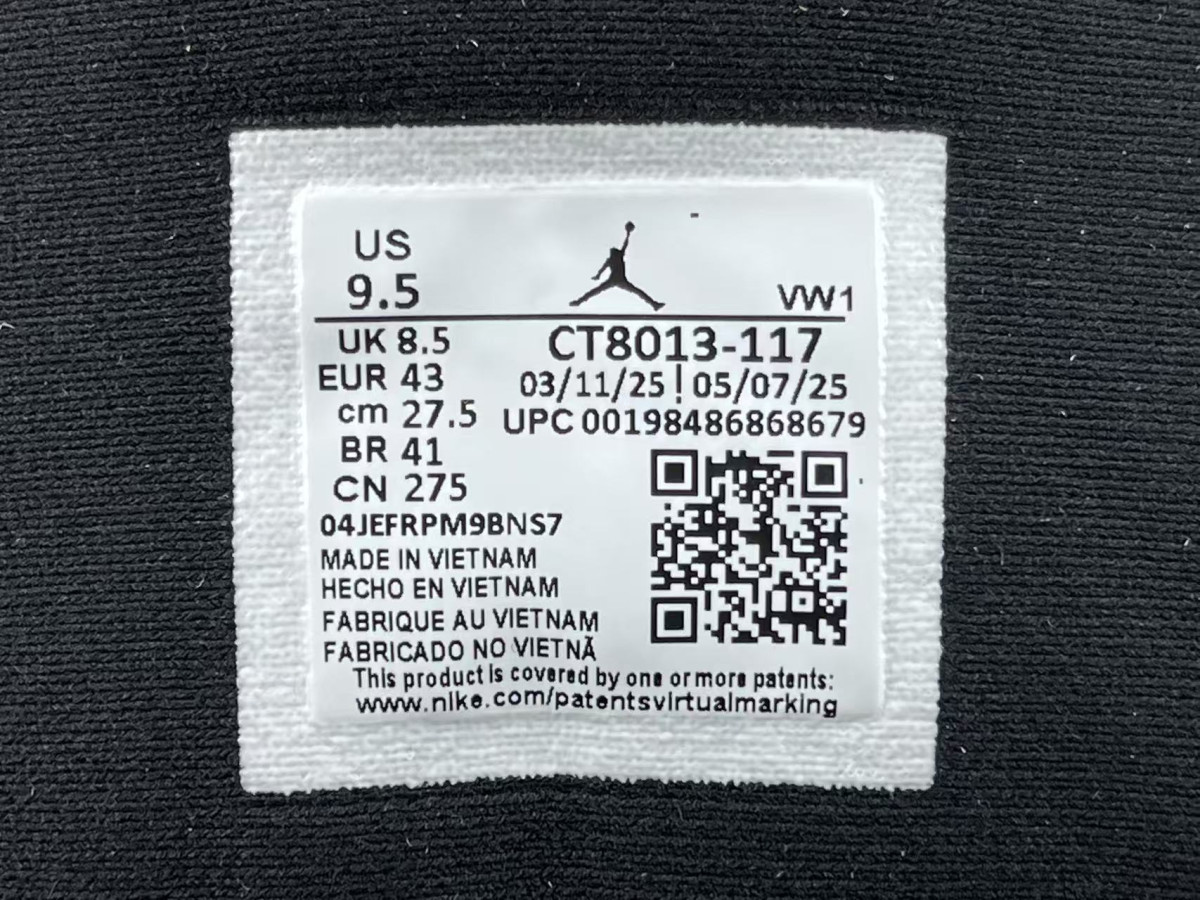 US
9.5
VW1
UK 8.5
CT8013-117
EUR 43
03/11/25 | 05/07/25
cm 27.5
UPC 00198486868679
BR 41
CN 275
04JEFRPM9BNS7
MADE IN VIETNAM
HECHO EN VIETNAM
FABRIQUE AU VIETNAM
FABRICADO NO VIETNÃ
This product is covered by one or more patents:
www.nike.com/patentsvirtualmarking